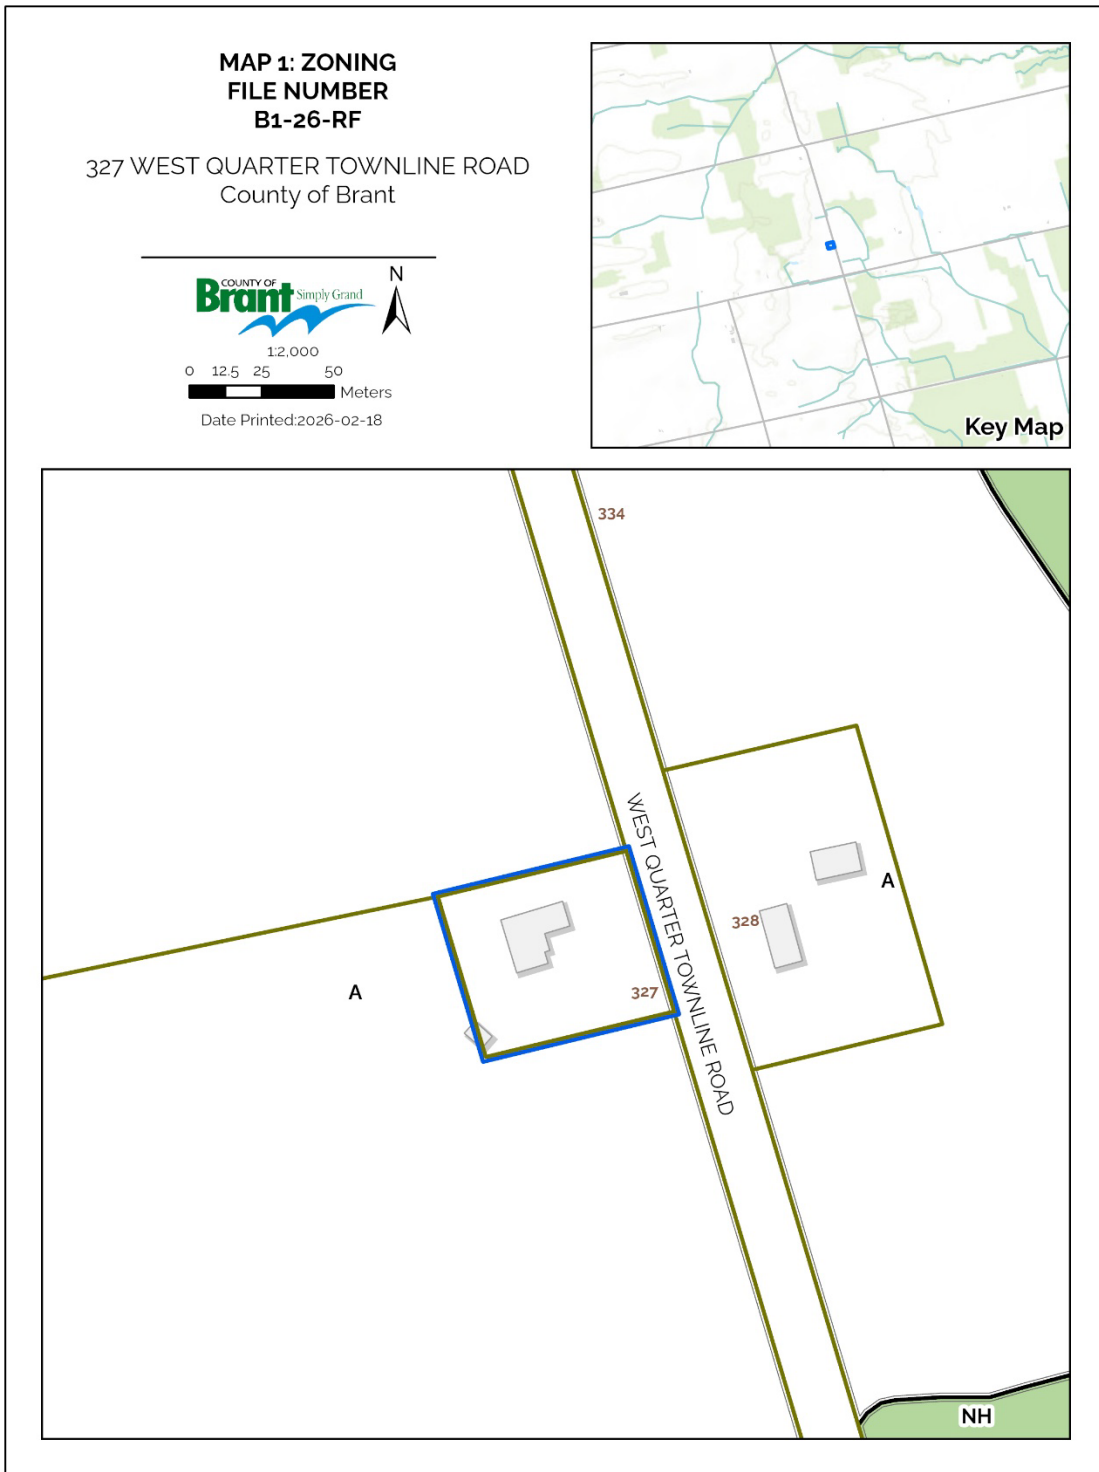 MAP 1: ZONING
FILE NUMBER
B1-26-RF
327 WEST QUARTER TOWNLINE ROAD
County of Brant
COUNTY OF
Brant Simply Grand
N
1:2,000
0 12.5 25 50
Meters
Date Printed:2026-02-18
Key Map
334
WEST QUARTER TOWNLINE ROAD
A
328
A
327
NH